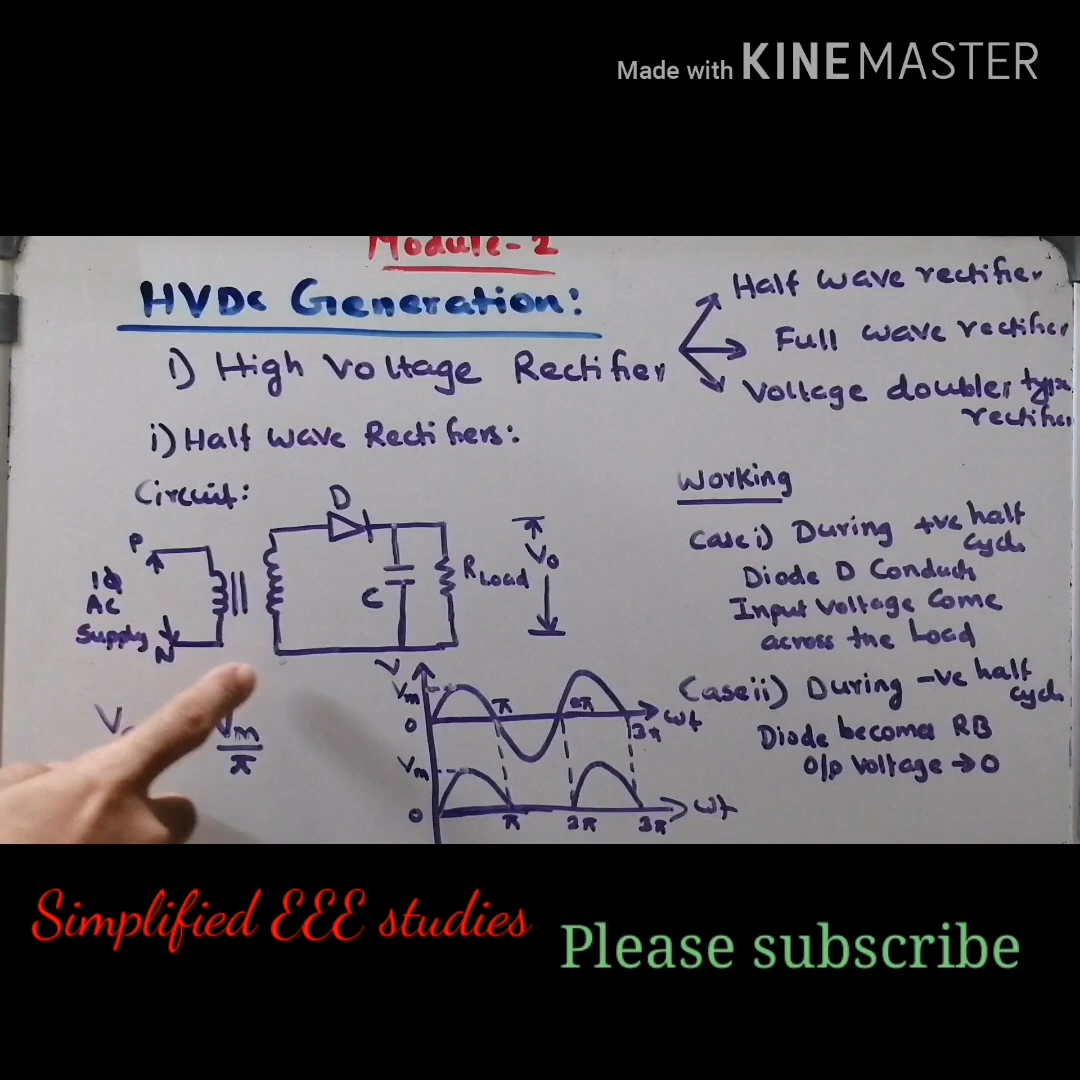 Made with KINEMASTER
Module-2
HVDC Generation:
1) High Voltage Rectifier
Half wave rectifier
Full wave rectifier
Voltage doubler type
rectifier
i) Half wave Rectifiers:
Circuit:
D
P
1ϕ
AC
Supply
N
C
R Load
Vo
Working
Case i) During +ve half
cycle
Diode D Conducts
Input Voltage Come
across the Load
Case ii) During -ve half
cycle
Diode becomes RB
O/p Voltage → 0
Vm
π
V
Vm
0
π
2π
3π
ωt
Vm
0
π
2π
3π
ωt
Simplified EEE studies
Please subscribe